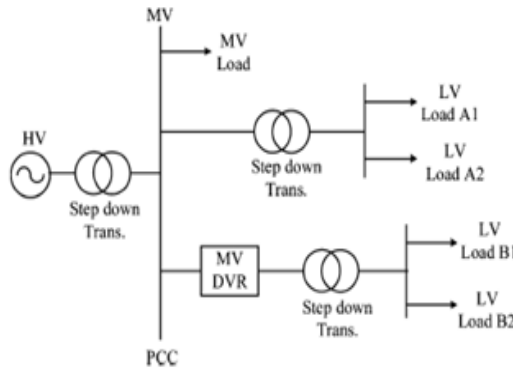 MV
MV
Load
HV
Step down
Trans.
Step down
Trans.
LV
Load A1
LV
Load A2
MV
DVR
Step down
Trans.
LV
Load B1
LV
Load B2
PCC